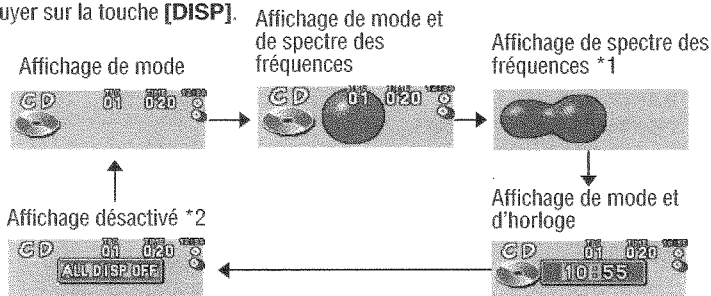 uyer sur la touche [DISP].
Affichage de mode
CD 01 0:20
Affichage de mode et
de spectre des
fréquences
CD 01 0:20
Affichage de spectre des
fréquences *1
Affichage de mode et
d'horloge
CD 01 0:20
10:55
Affichage désactivé *2
CD 01 0:20
ALL DISP OFF